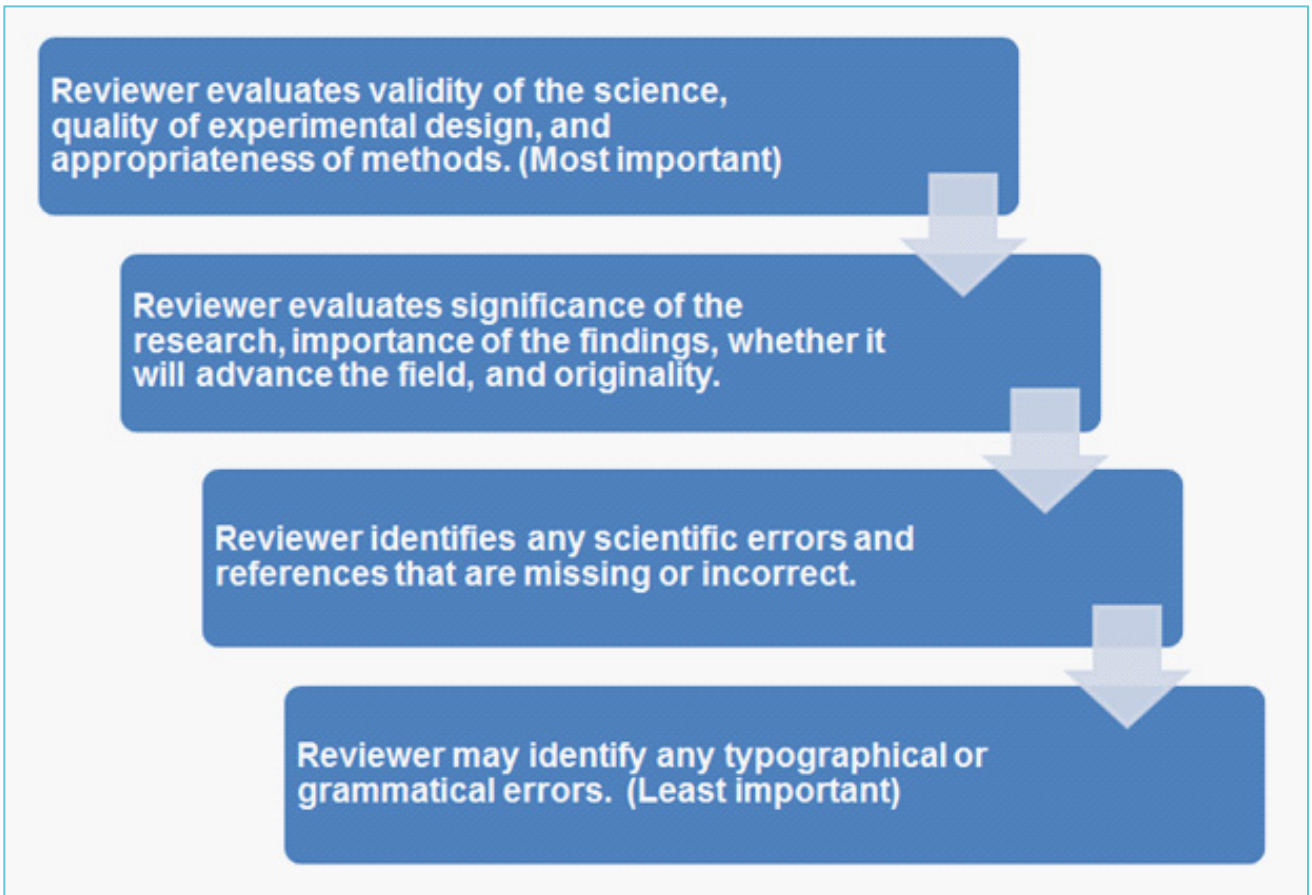 Reviewer evaluates validity of the science,
quality of experimental design, and
appropriateness of methods. (Most important)
Reviewer evaluates significance of the
research, importance of the findings, whether it
will advance the field, and originality.
Reviewer identifies any scientific errors and
references that are missing or incorrect.
Reviewer may identify any typographical or
grammatical errors. (Least important)